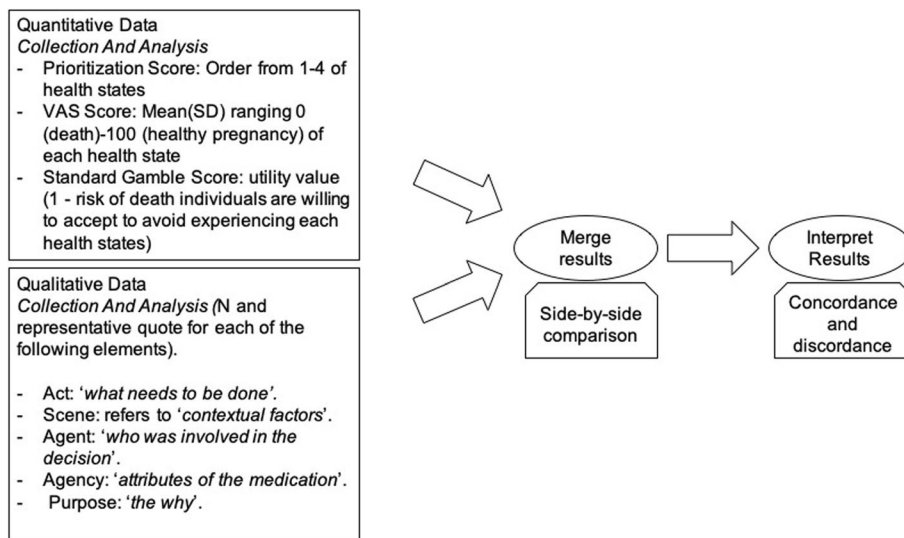 Quantitative Data
Collection And Analysis
- Prioritization Score: Order from 1-4 of
health states
- VAS Score: Mean(SD) ranging 0
(death)-100 (healthy pregnancy) of
each health state
- Standard Gamble Score: utility value
(1 - risk of death individuals are willing
to accept to avoid experiencing each
health states)
Qualitative Data
Collection And Analysis (N and
representative quote for each of the
following elements).
- Act: ‘what needs to be done’.
- Scene: refers to ‘contextual factors’.
- Agent: ‘who was involved in the
decision’.
- Agency: ‘attributes of the medication’.
- Purpose: ‘the why’.
Merge
results
Side-by-side
comparison
Interpret
Results
Concordance
and
discordance